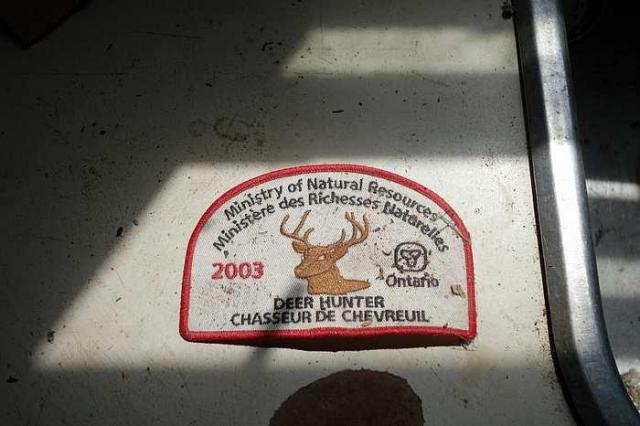 Ministry of Natural Resources
Ministère des Richesses Naturelles
2003
Ontario
DEER HUNTER
CHASSEUR DE CHEVREUIL